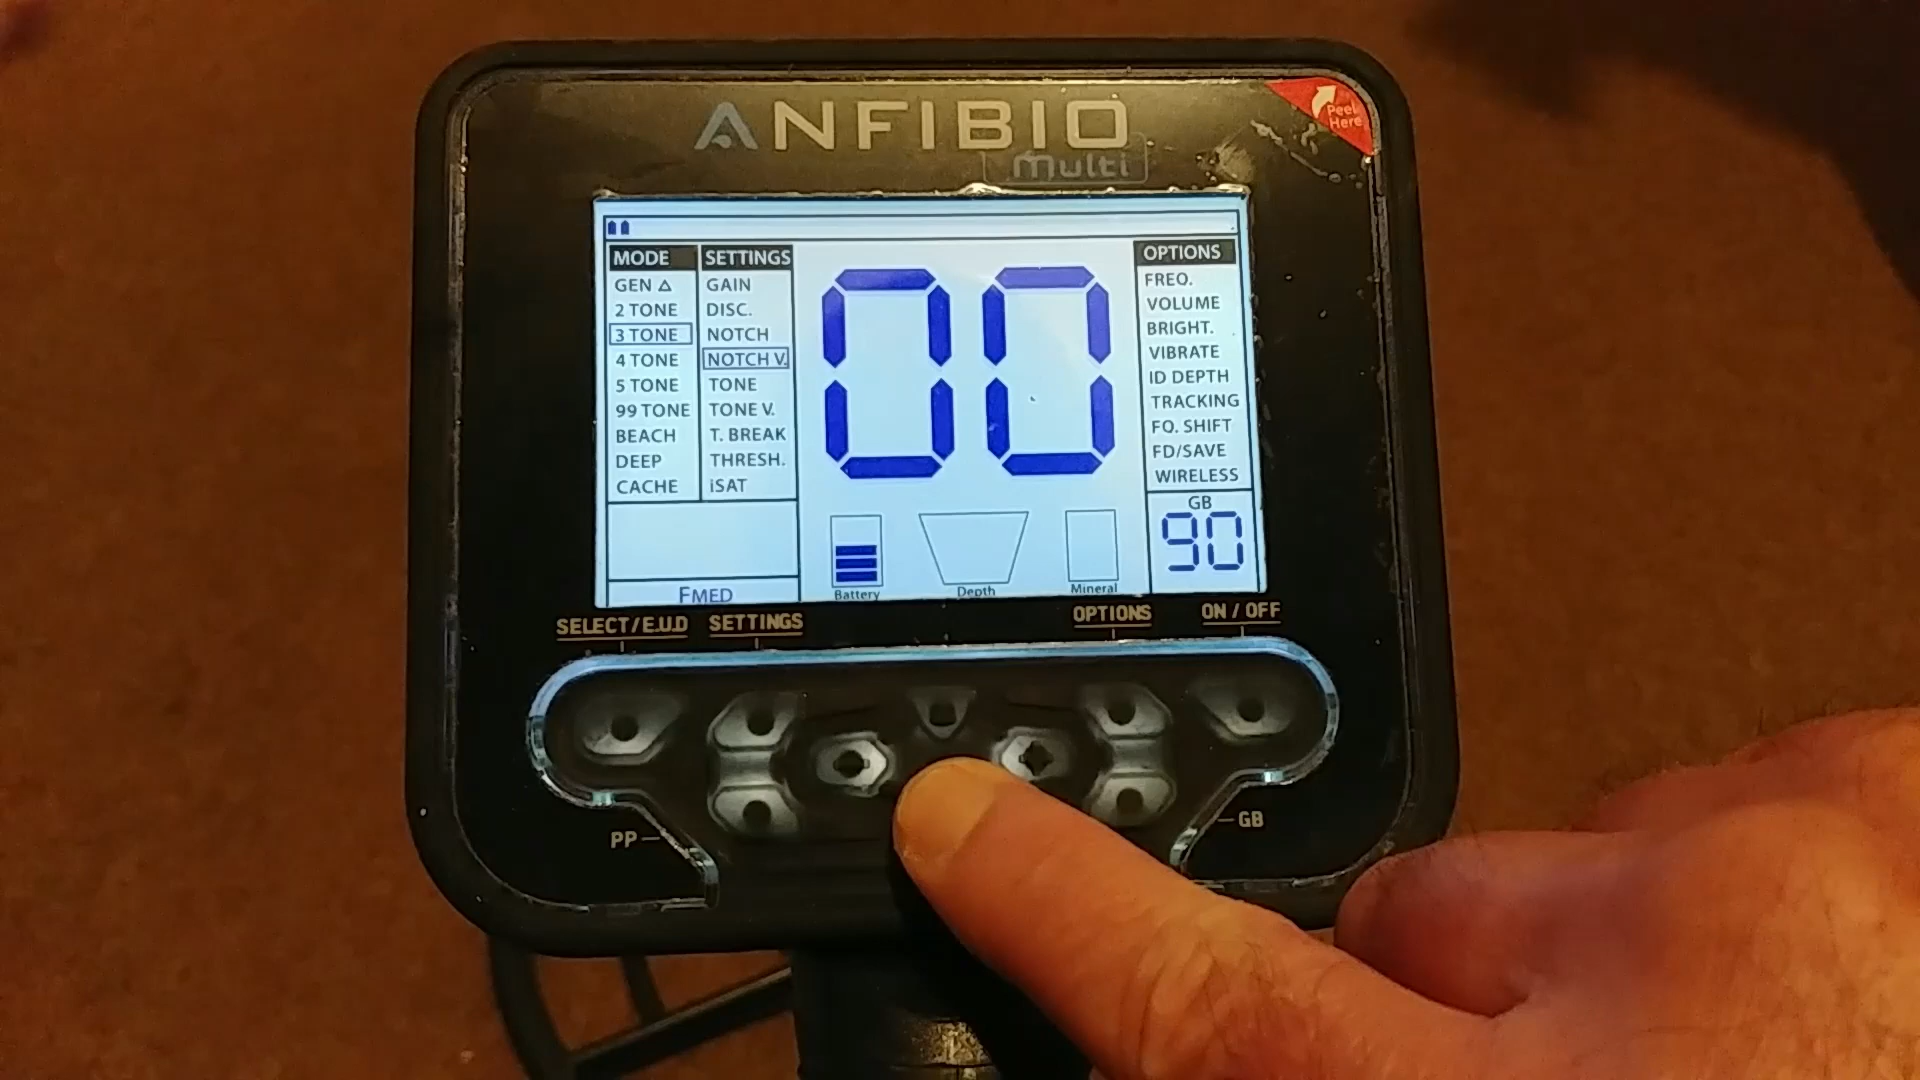 ANFIBIO
multi
Peel
Here
MODE
GEN △
2 TONE
3 TONE
4 TONE
5 TONE
99 TONE
BEACH
DEEP
CACHE
FMED
SETTINGS
GAIN
DISC.
NOTCH
NOTCH V.
TONE
TONE V.
T. BREAK
THRESH.
iSAT
00
Battery
Depth
Mineral
OPTIONS
FREQ.
VOLUME
BRIGHT.
VIBRATE
ID DEPTH
TRACKING
FQ. SHIFT
FD/SAVE
WIRELESS
GB
90
SELECT/E.U.D
SETTINGS
OPTIONS
ON / OFF
PP
GB